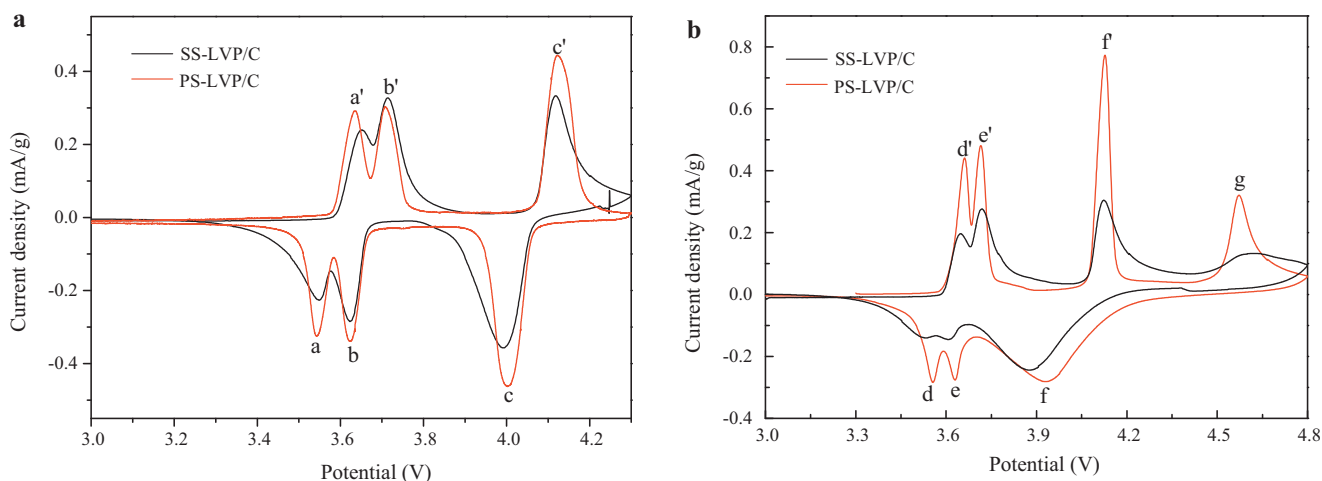 a
SS-LVP/C
PS-LVP/C
a'
b'
c'
a
b
c
0.4
0.2
0.0
-0.2
-0.4
Current density (mA/g)
3.0
3.2
3.4
3.6
3.8
4.0
4.2
Potential (V)
b
SS-LVP/C
PS-LVP/C
d'
e'
f'
g
d
e
f
0.8
0.6
0.4
0.2
0.0
-0.2
-0.4
Current density (mA/g)
3.0
3.3
3.6
3.9
4.2
4.5
4.8
Potential (V)